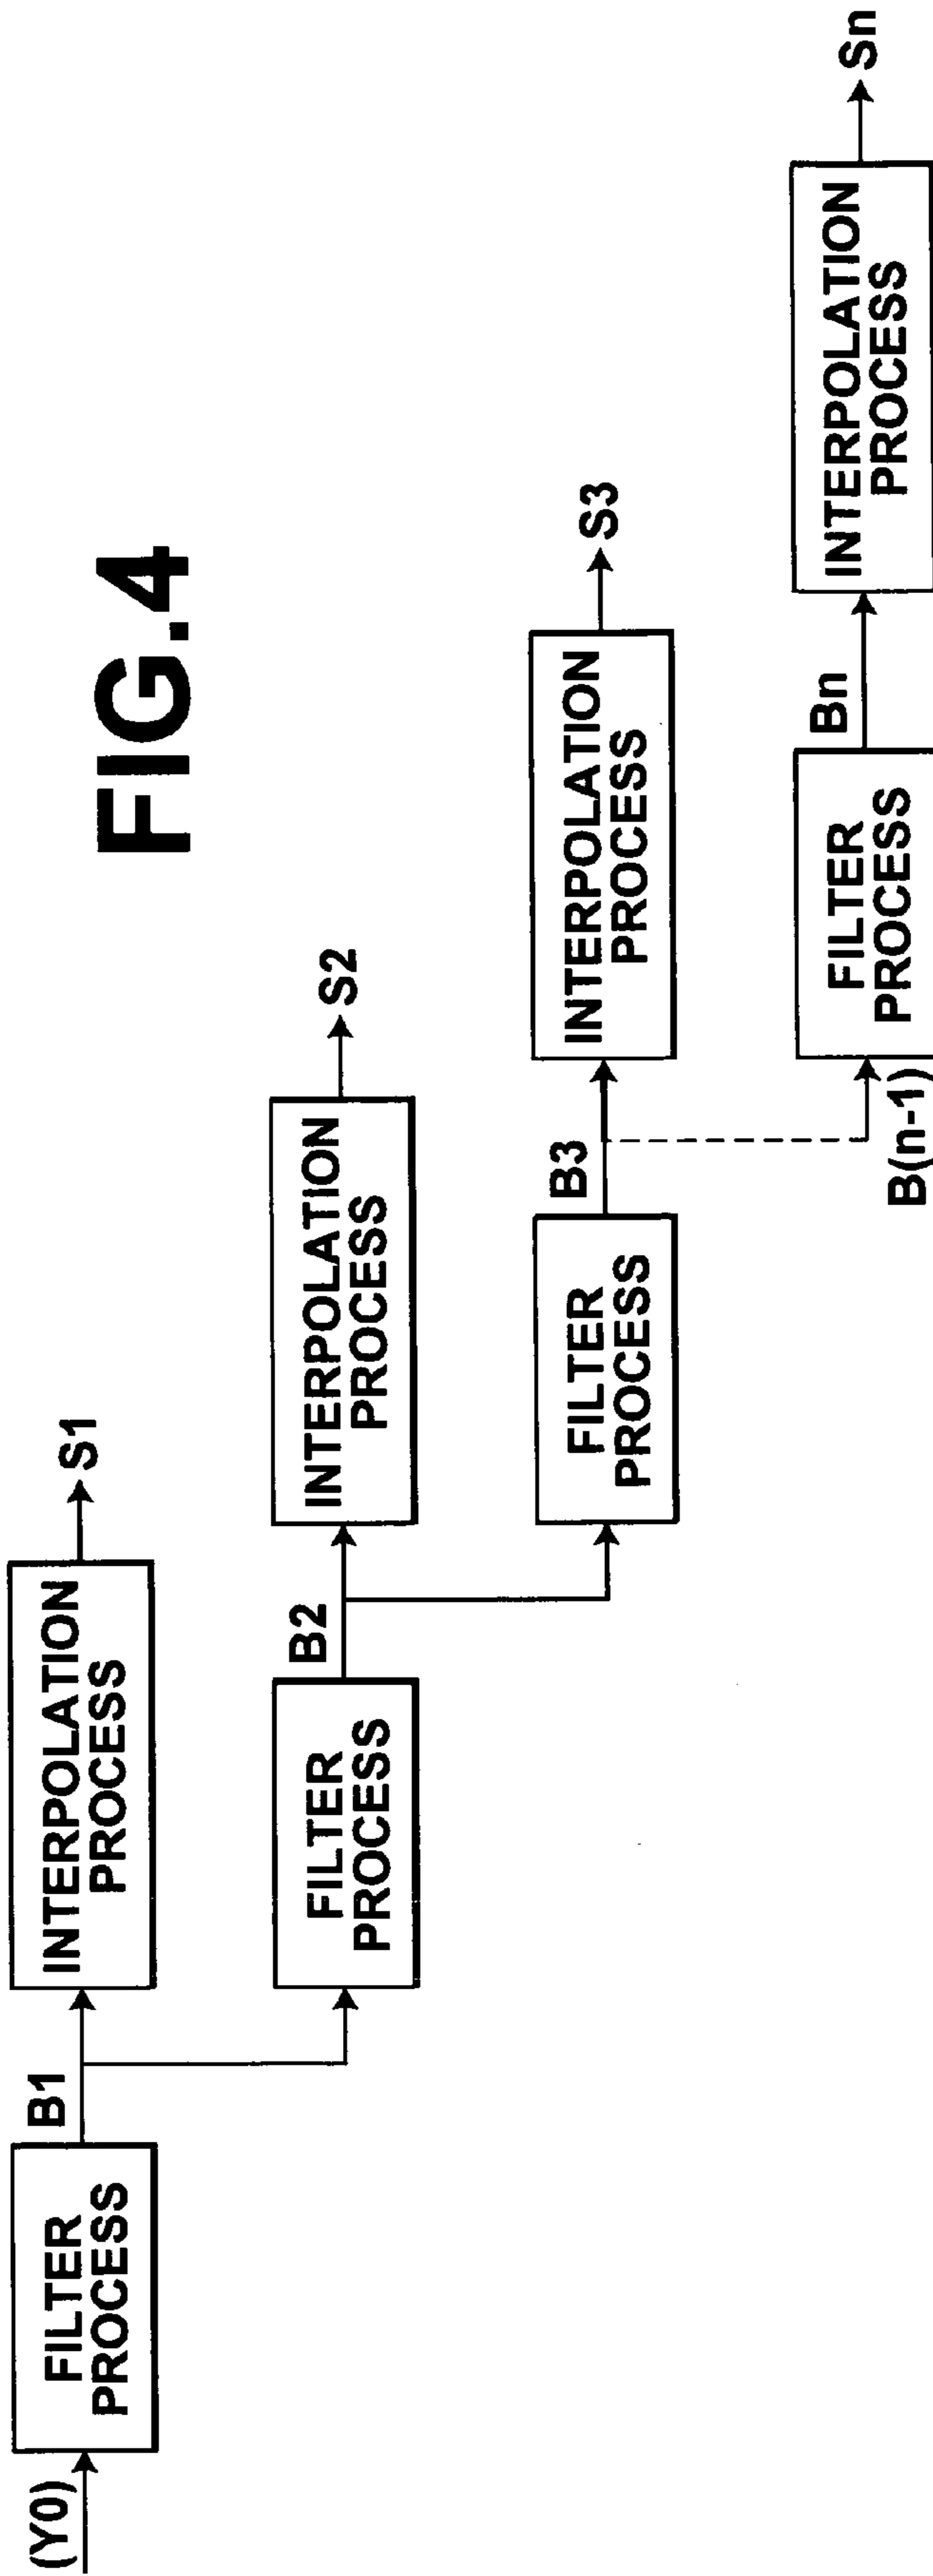 FIG.4
(Y0)
FILTER
PROCESS
B1
INTERPOLATION
PROCESS
S1
FILTER
PROCESS
B2
INTERPOLATION
PROCESS
S2
FILTER
PROCESS
B3
INTERPOLATION
PROCESS
S3
B(n-1)
FILTER
PROCESS
Bn
INTERPOLATION
PROCESS
Sn